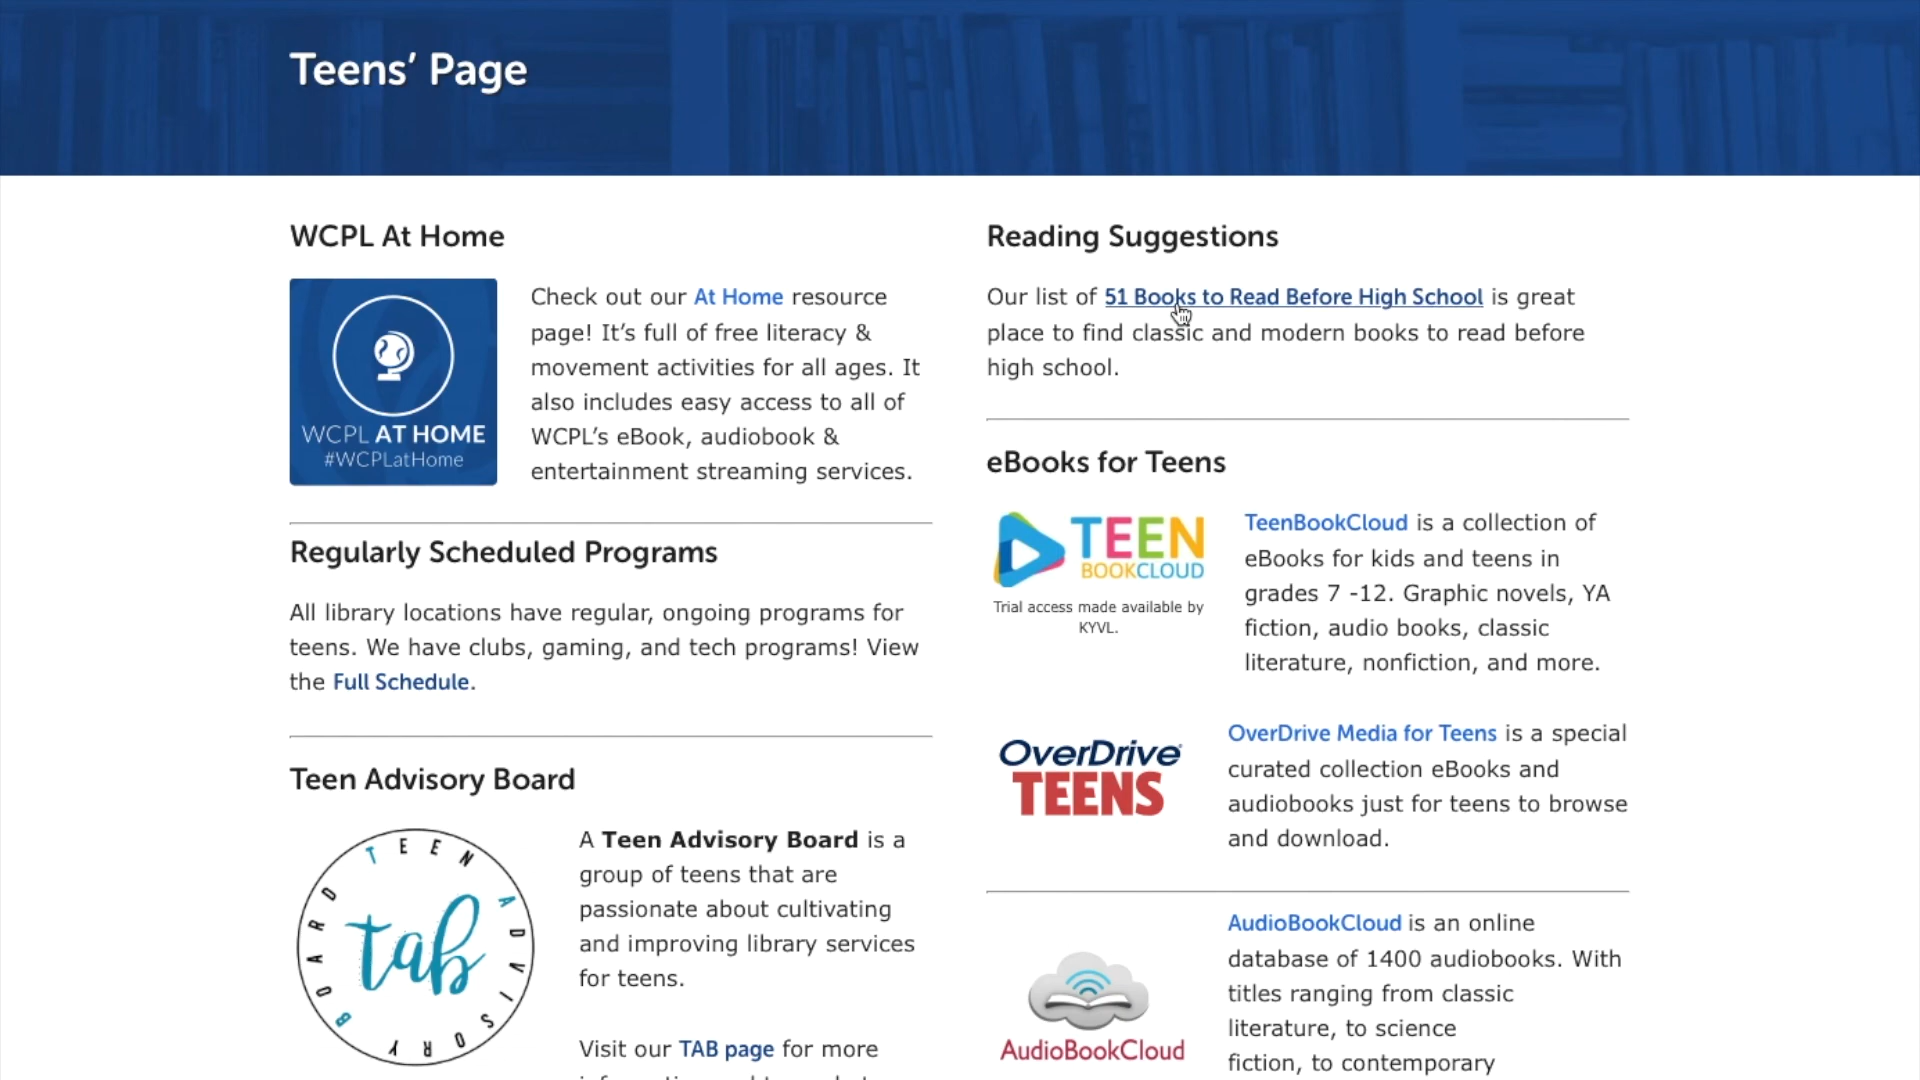 Teens’ Page
WCPL At Home
WCPL AT HOME
#WCPLatHome
Check out our At Home resource
page! It’s full of free literacy &
movement activities for all ages. It
also includes easy access to all of
WCPL’s eBook, audiobook &
entertainment streaming services.
Regularly Scheduled Programs
All library locations have regular, ongoing programs for
teens. We have clubs, gaming, and tech programs! View
the Full Schedule.
Teen Advisory Board
TEEN ADVISORY BOARD
tab
A Teen Advisory Board is a
group of teens that are
passionate about cultivating
and improving library services
for teens.
Visit our TAB page for more
Reading Suggestions
Our list of 51 Books to Read Before High School is great
place to find classic and modern books to read before
high school.
eBooks for Teens
TEEN
BOOKCLOUD
Trial access made available by
KYVL.
TeenBookCloud is a collection of
eBooks for kids and teens in
grades 7 -12. Graphic novels, YA
fiction, audio books, classic
literature, nonfiction, and more.
OverDrive
TEENS
OverDrive Media for Teens is a special
curated collection eBooks and
audiobooks just for teens to browse
and download.
AudioBookCloud
AudioBookCloud is an online
database of 1400 audiobooks. With
titles ranging from classic
literature, to science
fiction, to contemporary